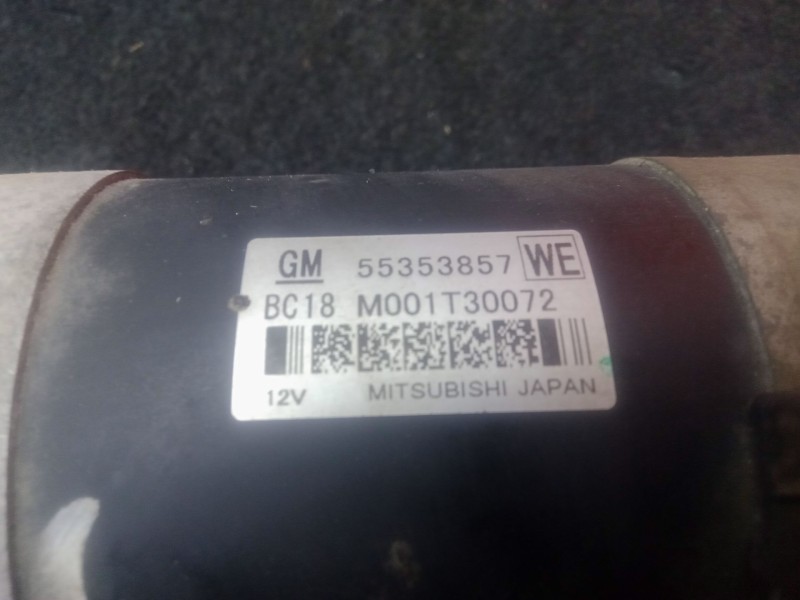 GM 55353857 WE
BC18 M001T30072
12V MITSUBISHI JAPAN